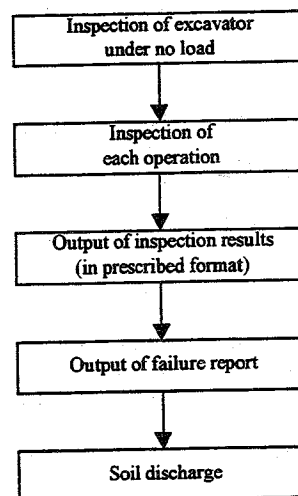 Inspection of excavator
under no load
Inspection of
each operation
Output of inspection results
(in prescribed format)
Output of failure report
Soil discharge